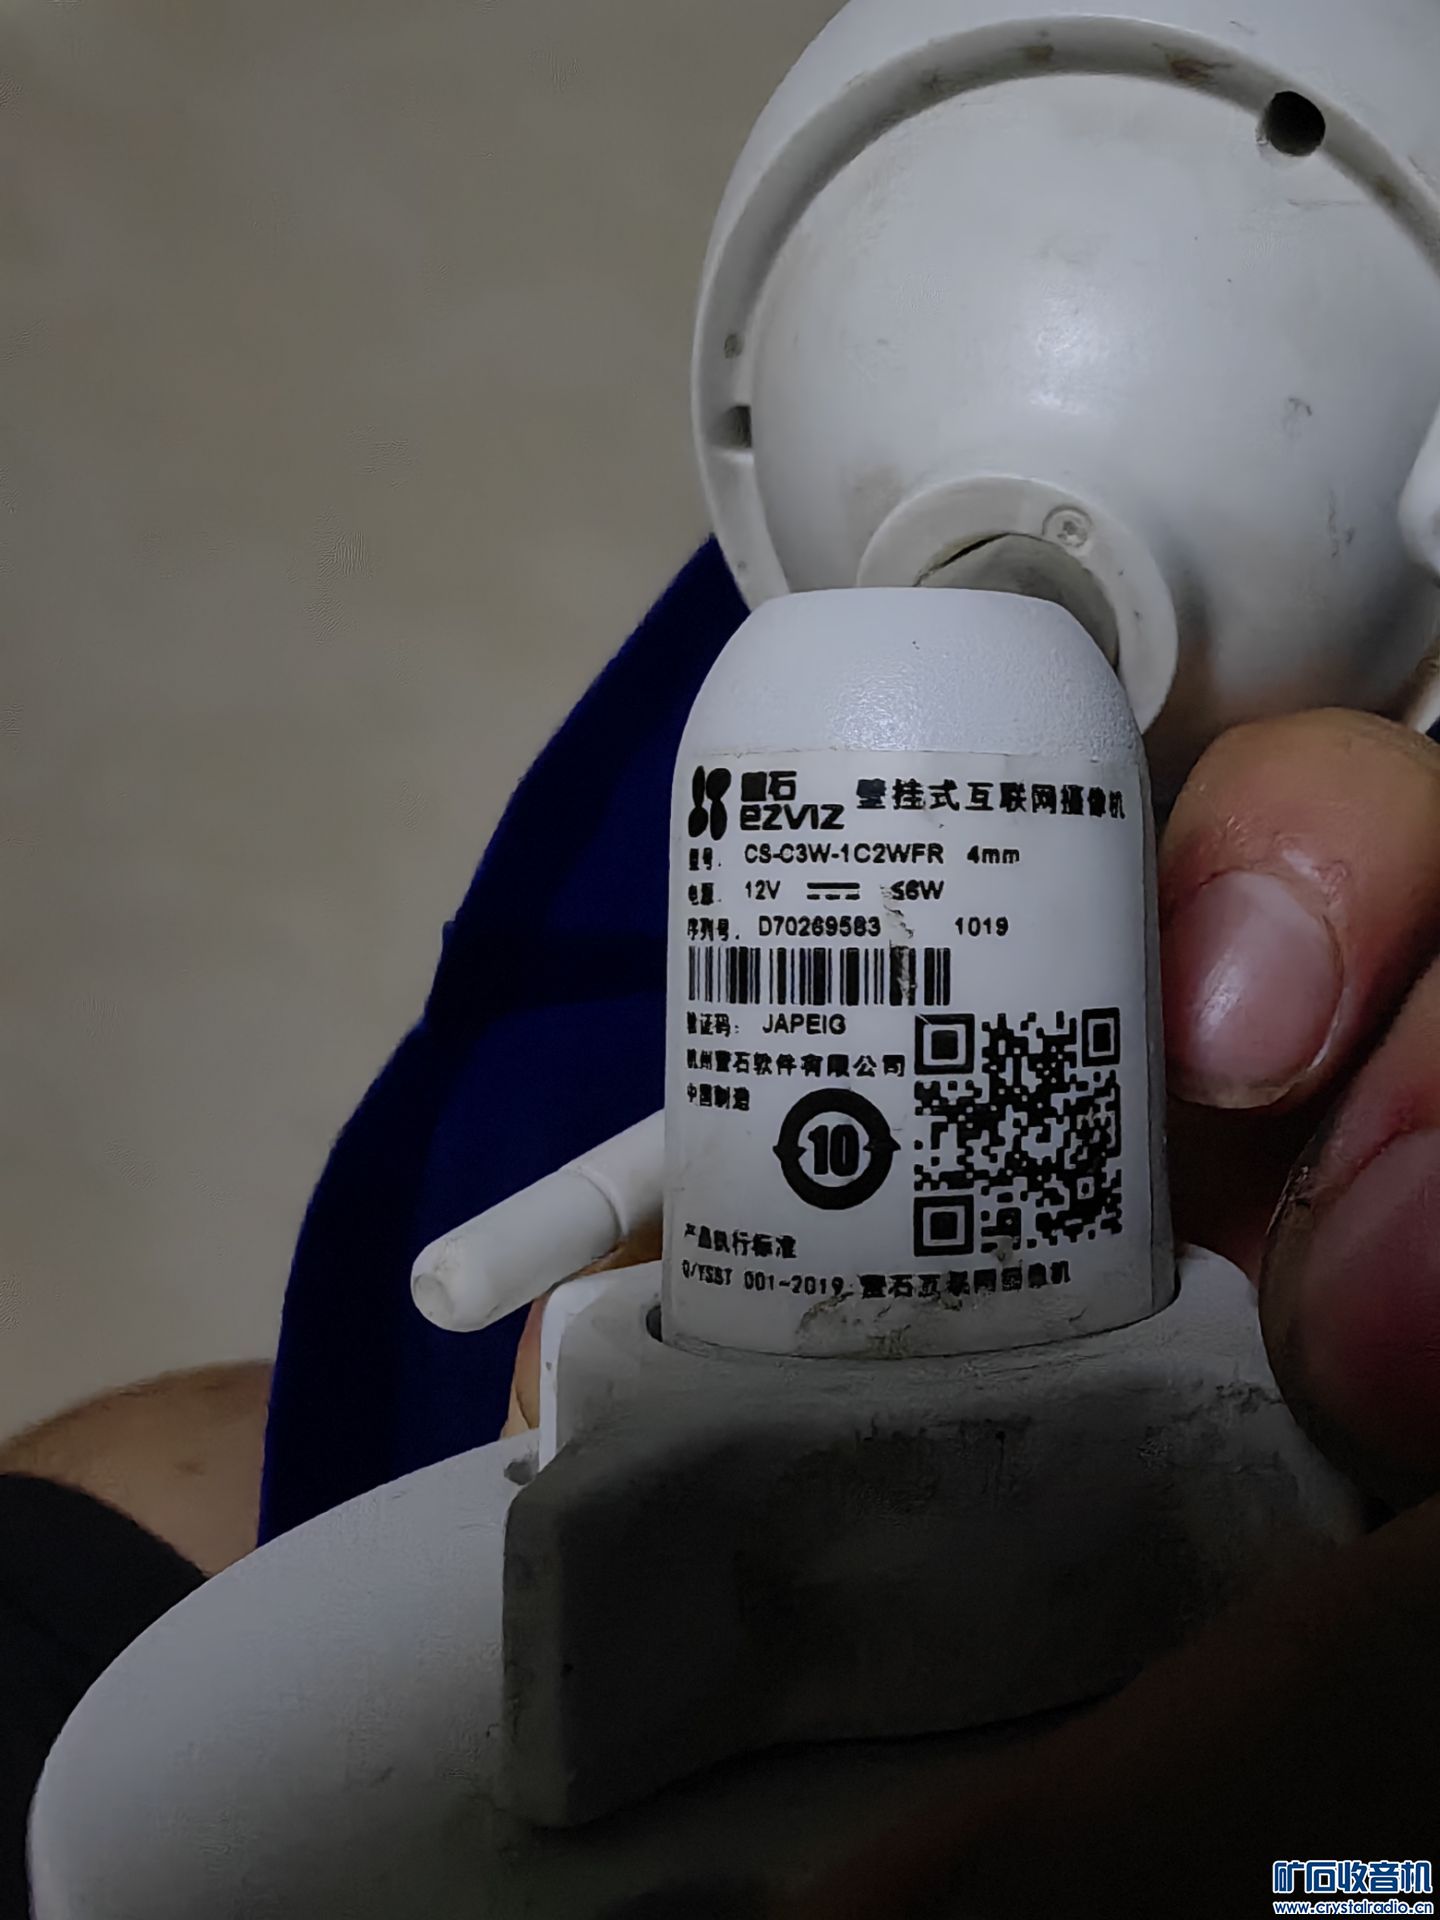 萤石 壁挂式互联网摄像机
ezviz
型号: CS-C3W-1C2WFR 4mm
电源: 12V ≤6W
序列号: D70269583 1019
验证码: JAPEIG
杭州萤石软件有限公司
中国制造
10
产品执行标准
Q/YSST 001-2019 萤石互联网摄像机
矿石收音机
www.crystalradio.cn